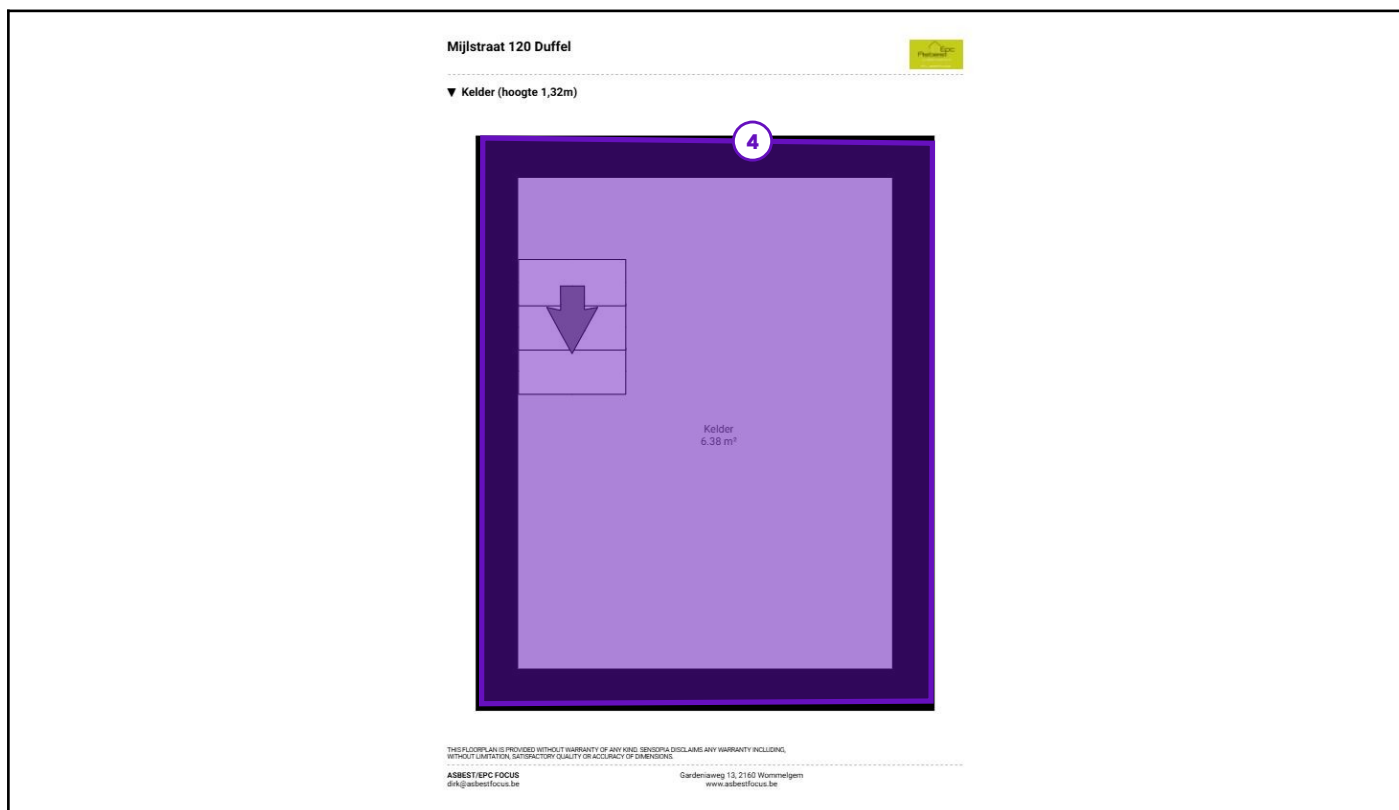 Mijlstraat 120 Duffel
Epc
▼ Kelder (hoogte 1,32m)
4
Kelder
6.38 m²
THIS FLOORPLAN IS PROVIDED WITHOUT WARRANTY OF ANY KIND. SENSOPIA DISCLAIMS ANY WARRANTY INCLUDING,
WITHOUT LIMITATION, SATISFACTORY QUALITY OR ACCURACY OF DIMENSIONS.
ASBEST/EPC FOCUS
dirk@asbestfocus.be
Gardeniaweg 13, 2160 Wommelgem
www.asbestfocus.be